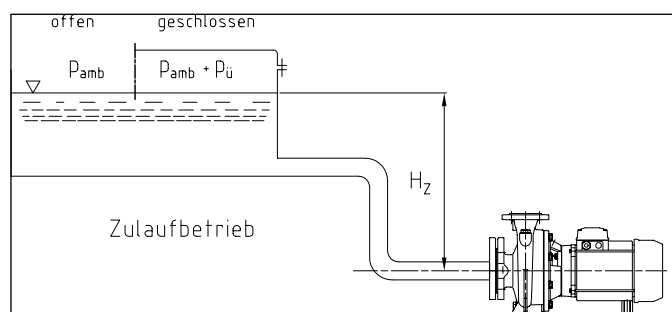 offen geschlossen
Pamb Pamb + Pü
HZ
Zulaufbetrieb